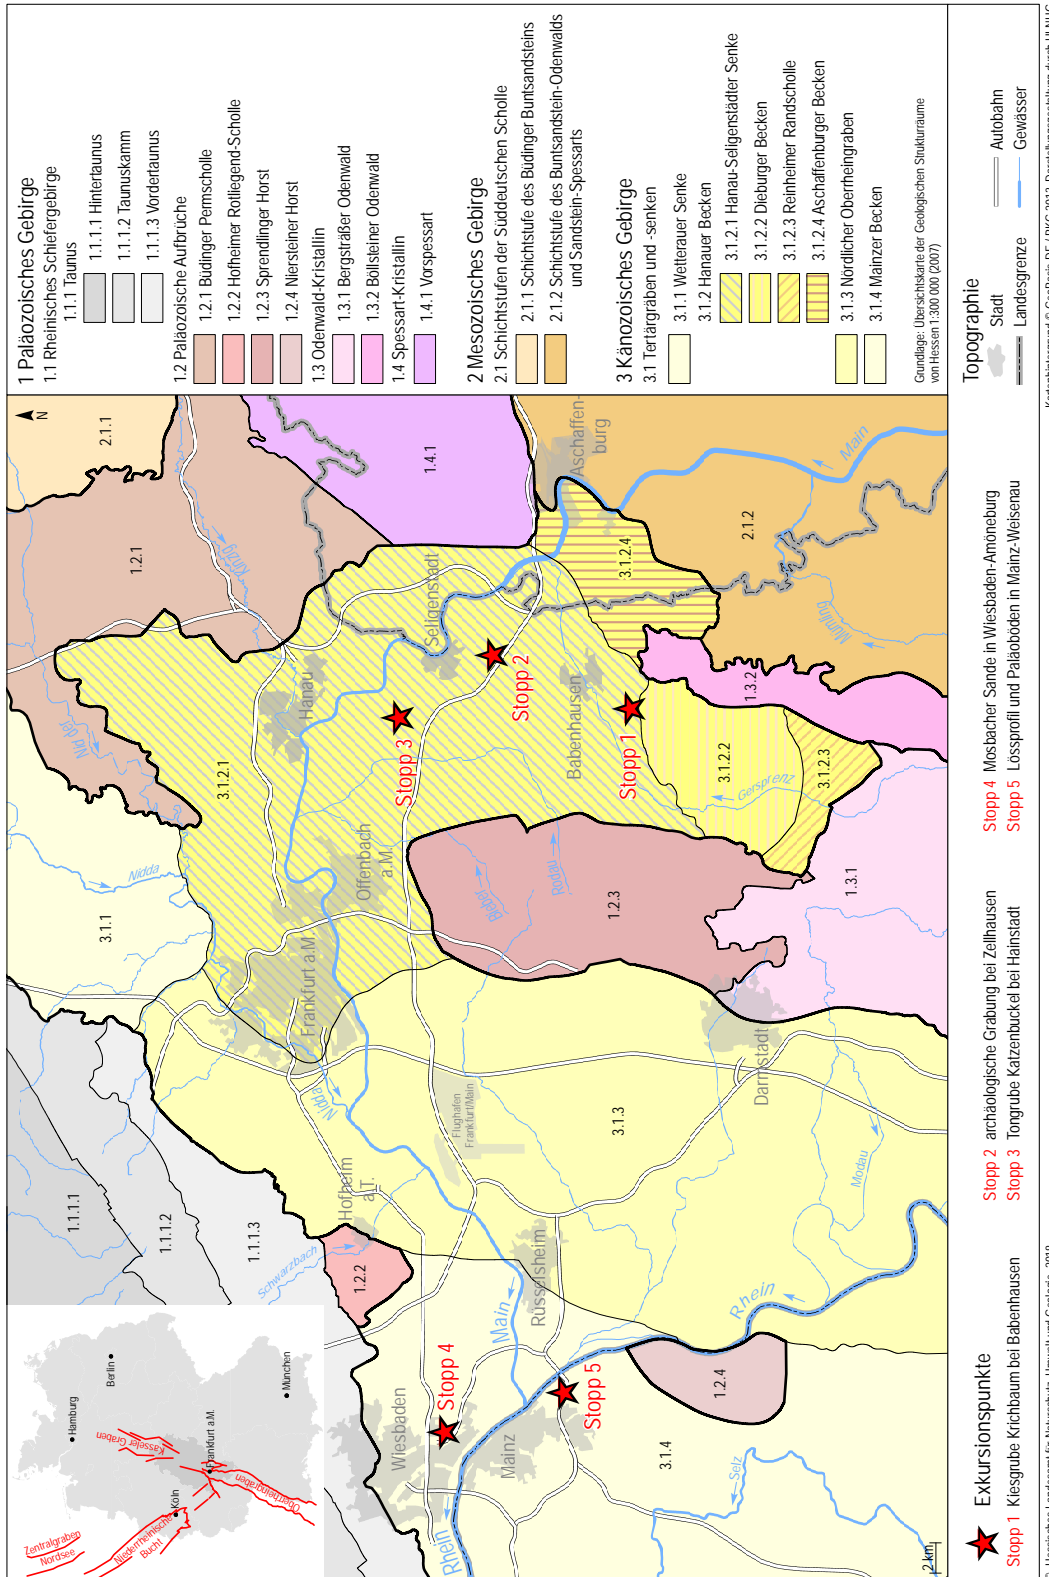 1 Paläozoisches Gebirge
1.1 Rheinisches Schiefergebirge
1.1.1 Taunus
1.1.1.1 Hintertaunus
1.1.1.2 Taunuskamm
1.1.1.3 Vordertaunus
1.2 Paläozoische Aufbrüche
1.2.1 Büdinger Permscholle
1.2.2 Hofheimer Rotliegend-Scholle
1.2.3 Sprendlinger Horst
1.2.4 Niersteiner Horst
1.3 Odenwald-Kristallin
1.3.1 Bergsträßer Odenwald
1.3.2 Böllsteiner Odenwald
1.4 Spessart-Kristallin
1.4.1 Vorspessart
2 Mesozoisches Gebirge
2.1 Schichtstufen der Süddeutschen Scholle
2.1.1 Schichtstufe des Büdinger Buntsandsteins
2.1.2 Schichtstufe des Buntsandstein-Odenwalds
und Sandstein-Spessarts
3 Känozoisches Gebirge
3.1 Tertiärgräben und -senken
3.1.1 Wetterauer Senke
3.1.2 Hanauer Becken
3.1.2.1 Hanau-Seligenstädter Senke
3.1.2.2 Dieburger Becken
3.1.2.3 Reinheimer Randscholle
3.1.2.4 Aschaffenburger Becken
3.1.3 Nördlicher Oberrheingraben
3.1.4 Mainzer Becken
Grundlage: Übersichtskarte der Geologischen Strukturräume
von Hessen 1:300 000 (2007)
Topographie
Stadt
Landesgrenze
Autobahn
Gewässer
N
Hamburg
Berlin
München
Köln
Frankfurt a.M.
Kasseler Gräben
Oberrheingraben
Niederrheinische
Bucht
Zentralgraben
Nordsee
1.1.1.1
1.1.1.2
1.1.1.3
3.1.1
1.2.1
2.1.1
1.4.1
1.2.2
3.1.2.1
3.1.2.4
2.1.2
1.3.2
3.1.2.2
3.1.2.3
1.2.3
1.3.1
3.1.3
1.2.4
3.1.4
Nidda
Nidder
Kinzig
Hanau
Seligenstadt
Aschaffen-
burg
Main
Mümling
Babenhausen
Gersprenz
Offenbach
a.M.
Frankfurt a.M
Bieber
Rodau
Nidda
Hofheim
a.T.
Schwarzbach
Flughafen
Frankfurt/Main
Darmstadt
Modau
Rüsselsheim
Main
Rhein
Wiesbaden
Mainz
Rhein
Selz
Stopp 1
Stopp 2
Stopp 3
Stopp 4
Stopp 5
2 km
Exkursionspunkte
Stopp 1 Kiesgrube Krichbaum bei Babenhausen
Stopp 2 archäologische Grabung bei Zellhausen
Stopp 3 Tongrube Katzenbuckel bei Hainstadt
Stopp 4 Mosbacher Sande in Wiesbaden-Amöneburg
Stopp 5 Lössprofil und Paläoböden in Mainz-Weisenau